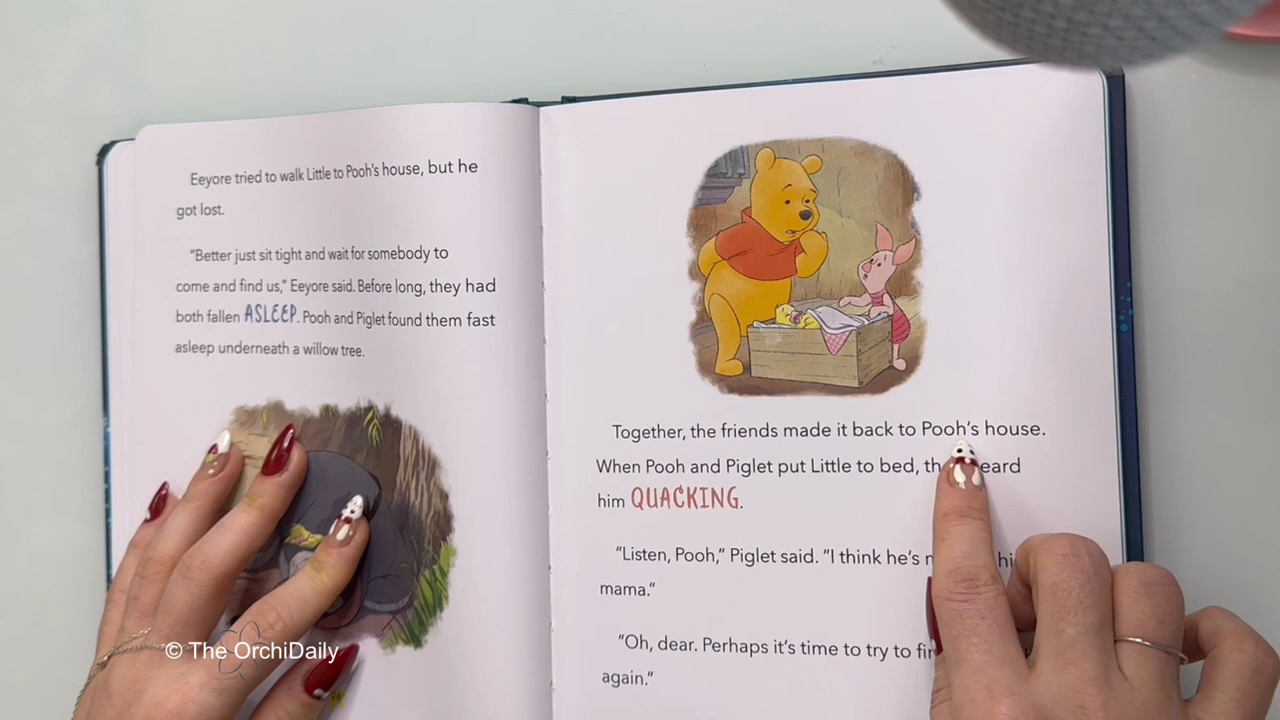 Eeyore tried to walk Little to Pooh's house, but he
got lost.
"Better just sit tight and wait for somebody to
come and find us," Eeyore said. Before long, they had
both fallen ASLEEP. Pooh and Piglet found them fast
asleep underneath a willow tree.
Together, the friends made it back to Pooh's house.
When Pooh and Piglet put Little to bed,
him QUACKING.
"Listen, Pooh," Piglet said. "I think he's
mama."
"Oh, dear. Perhaps it's time to try to
again."
© The OrchiDaily